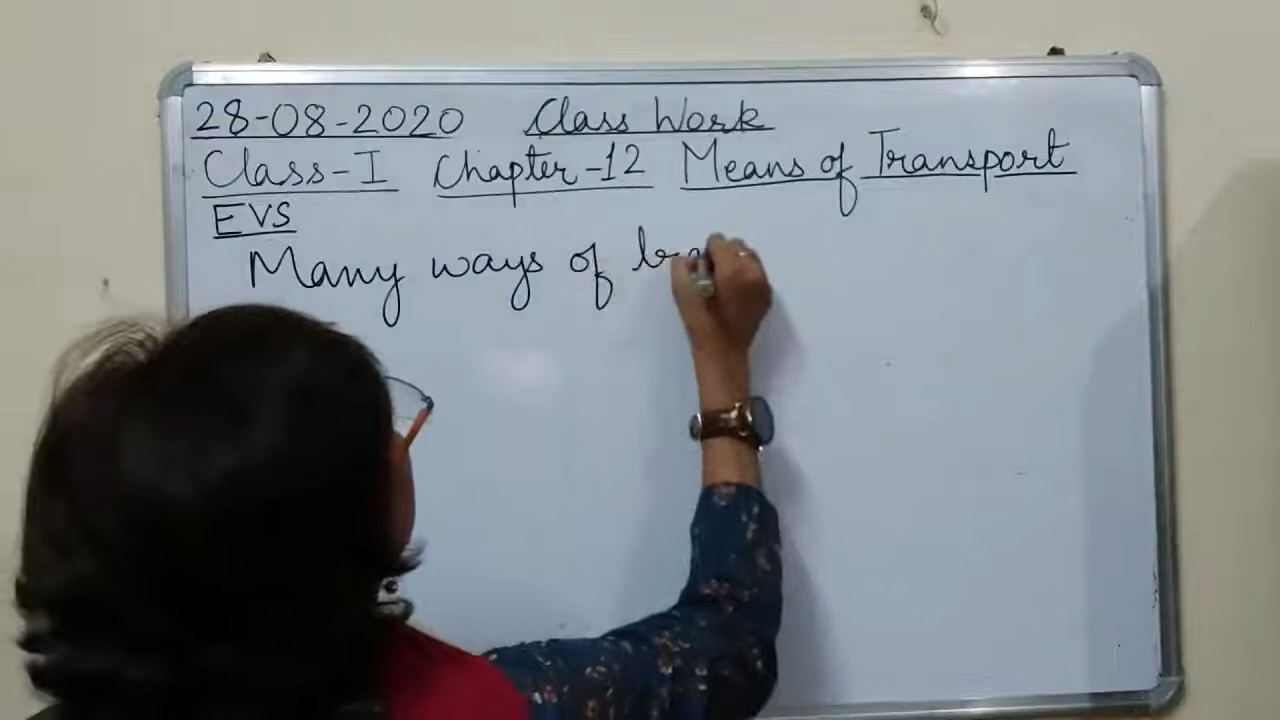 28-08-2020 Class Work
Class-I Chapter-12 Means of Transport
EVS
Many ways of